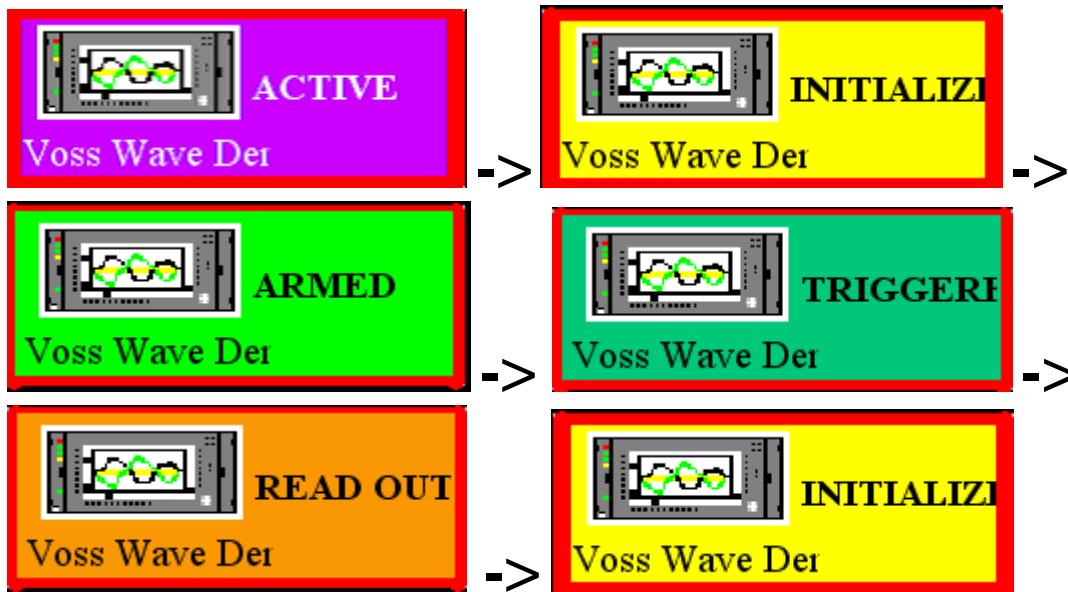 ACTIVE
Voss Wave Der
->
INITIALIZI
Voss Wave Der
->
ARMED
Voss Wave Der
->
TRIGGERE
Voss Wave Der
->
READ OUT
Voss Wave Der
->
INITIALIZI
Voss Wave Der